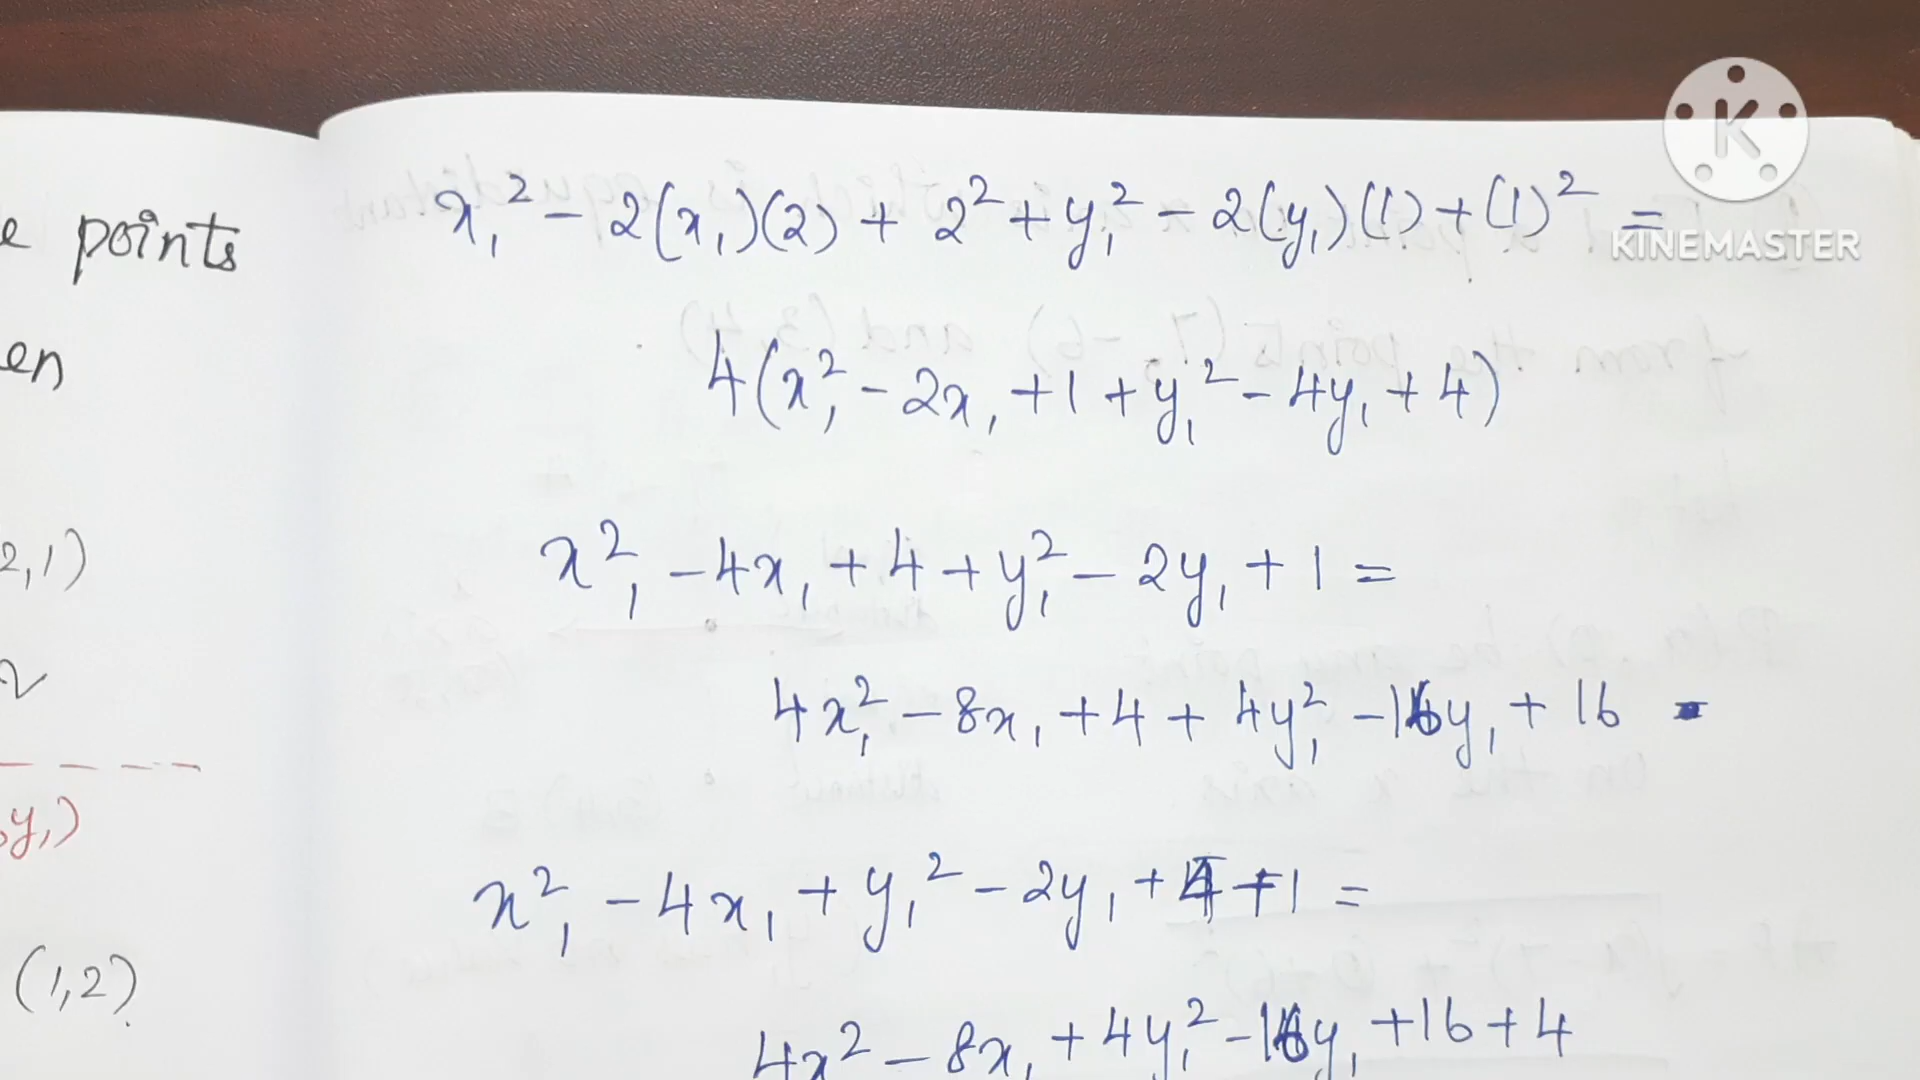 e points
en
2,1)
y₁)
(1,2)
x₁² - 2(x₁)(2) + 2² + y₁² - 2(y₁)(1) + (1)² =
4(x₁² - 2x₁ + 1 + y₁² - 4y₁ + 4)
x₁² - 4x₁ + 4 + y₁² - 2y₁ + 1 =
4x₁² - 8x₁ + 4 + 4y₁² - 16y₁ + 16
x₁² - 4x₁ + y₁² - 2y₁ + 4 + 1 =
4x² - 8x₁ + 4y₁² - 16y₁ + 16 + 4
K
KINEMASTER